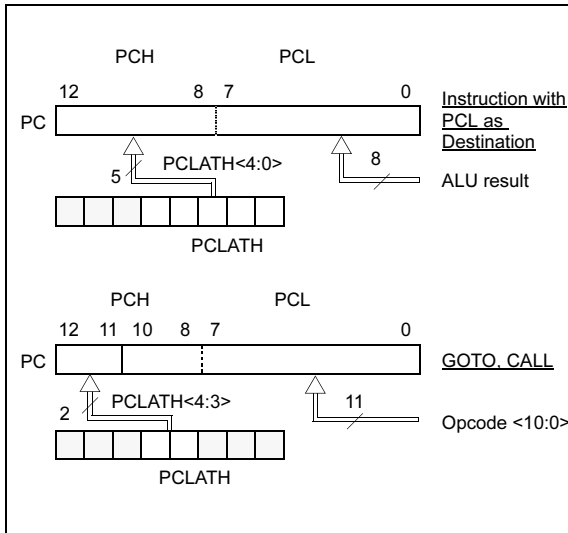 PCH PCL
12 8 7 0
PC
Instruction with
PCL as
Destination
5 PCLATH<4:0>
8
ALU result
PCLATH
PCH PCL
12 11 10 8 7 0
PC
GOTO, CALL
2 PCLATH<4:3>
11
Opcode <10:0>
PCLATH